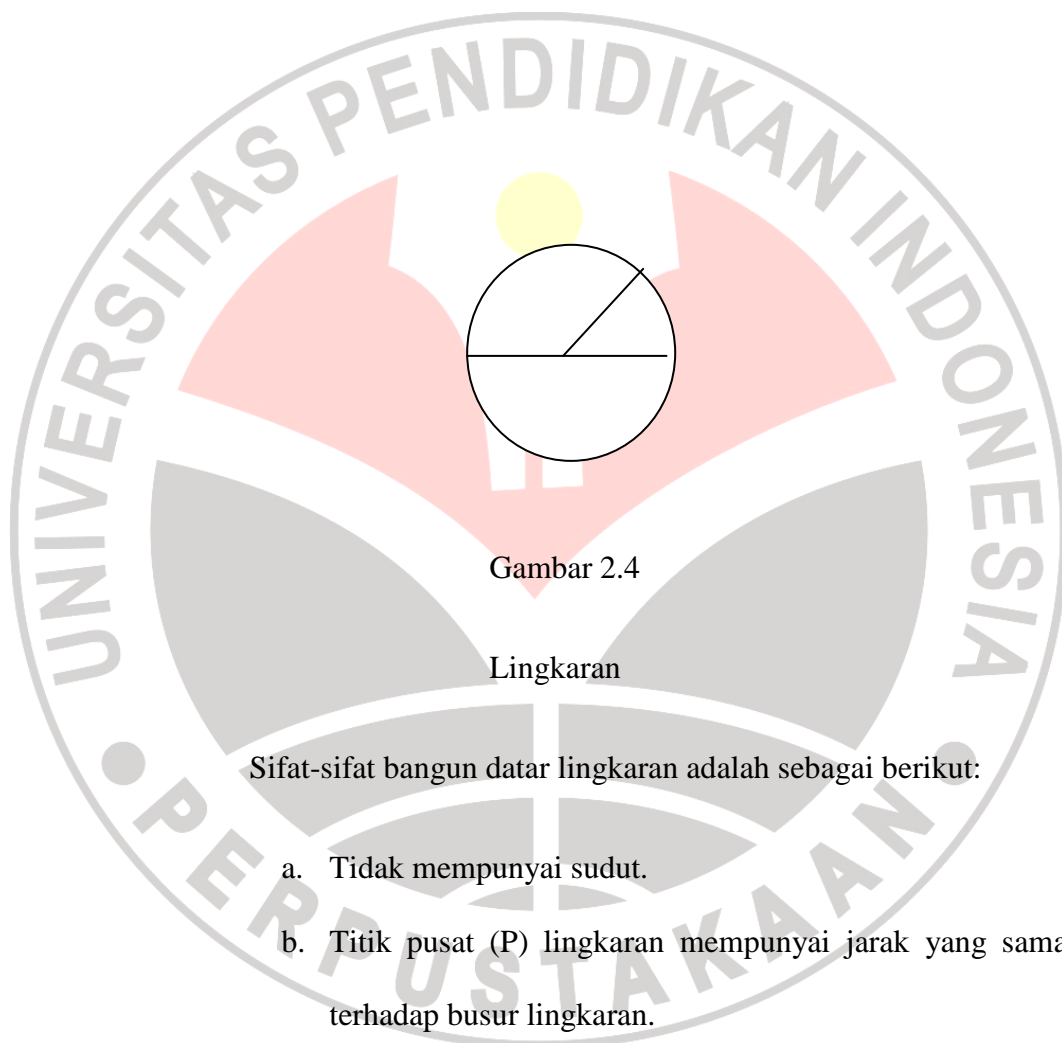 UNIVERSITAS PENDIDIKAN INDONESIA
Gambar 2.4
Lingkaran
Sifat-sifat bangun datar lingkaran adalah sebagai berikut:
a. Tidak mempunyai sudut.
b. Titik pusat (P) lingkaran mempunyai jarak yang sama
terhadap busur lingkaran.
PERPUSTAKAAN